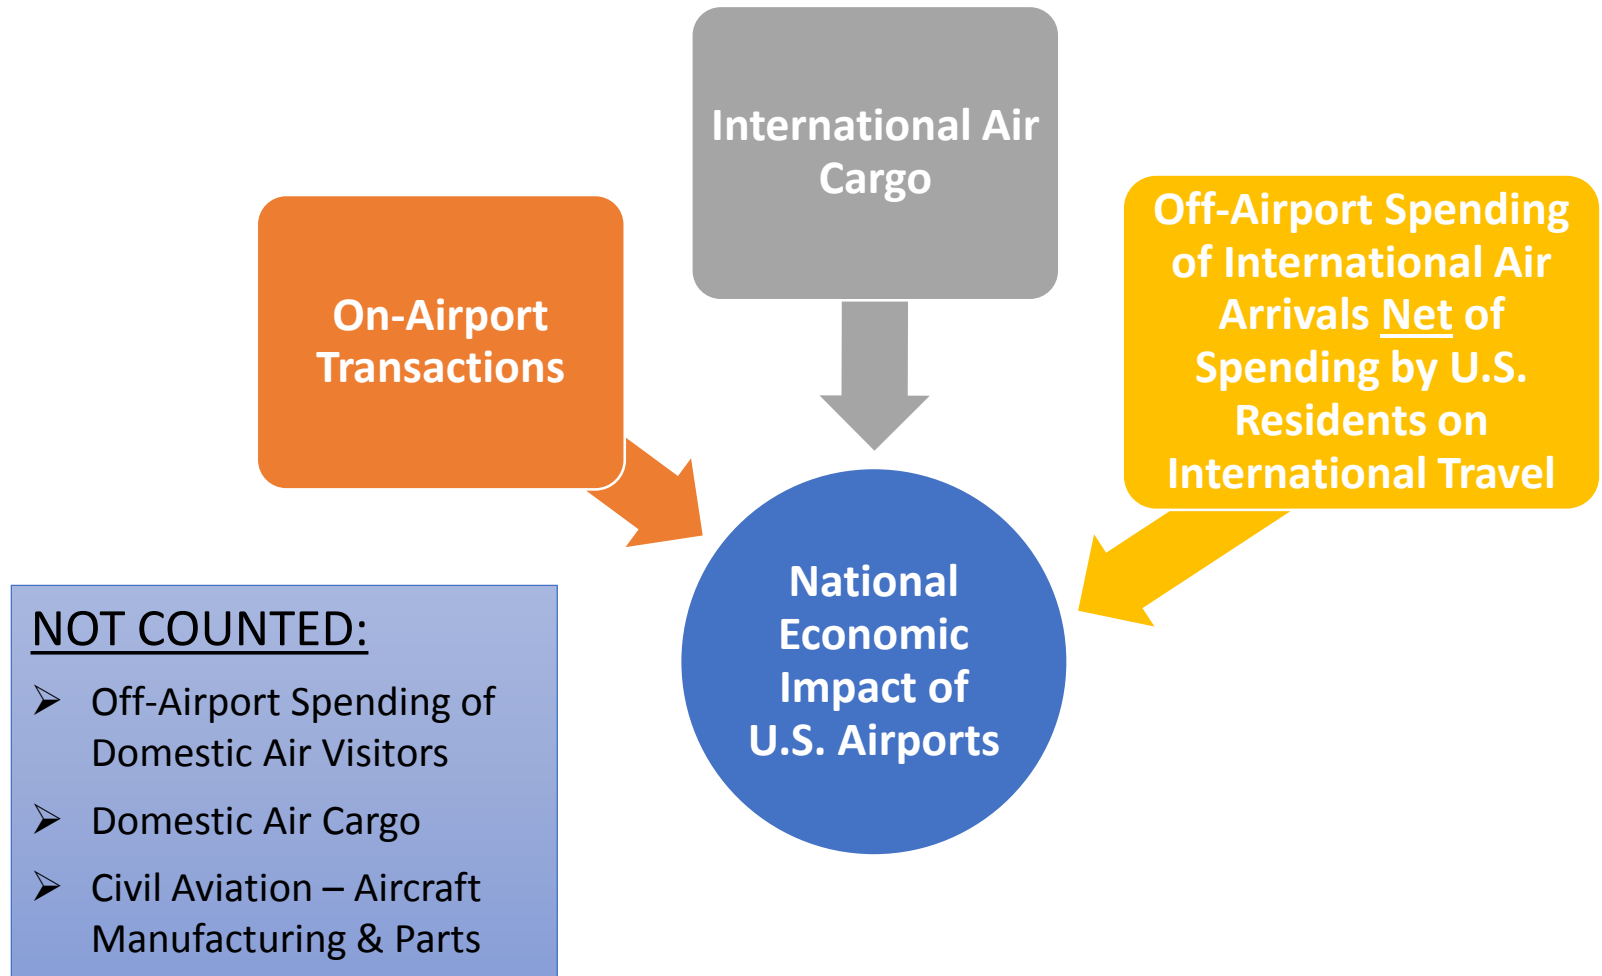 International Air
Cargo
On-Airport
Transactions
Off-Airport Spending
of International Air
Arrivals Net of
Spending by U.S.
Residents on
International Travel
National
Economic
Impact of
U.S. Airports
NOT COUNTED:
➢ Off-Airport Spending of
Domestic Air Visitors
➢ Domestic Air Cargo
➢ Civil Aviation – Aircraft
Manufacturing & Parts